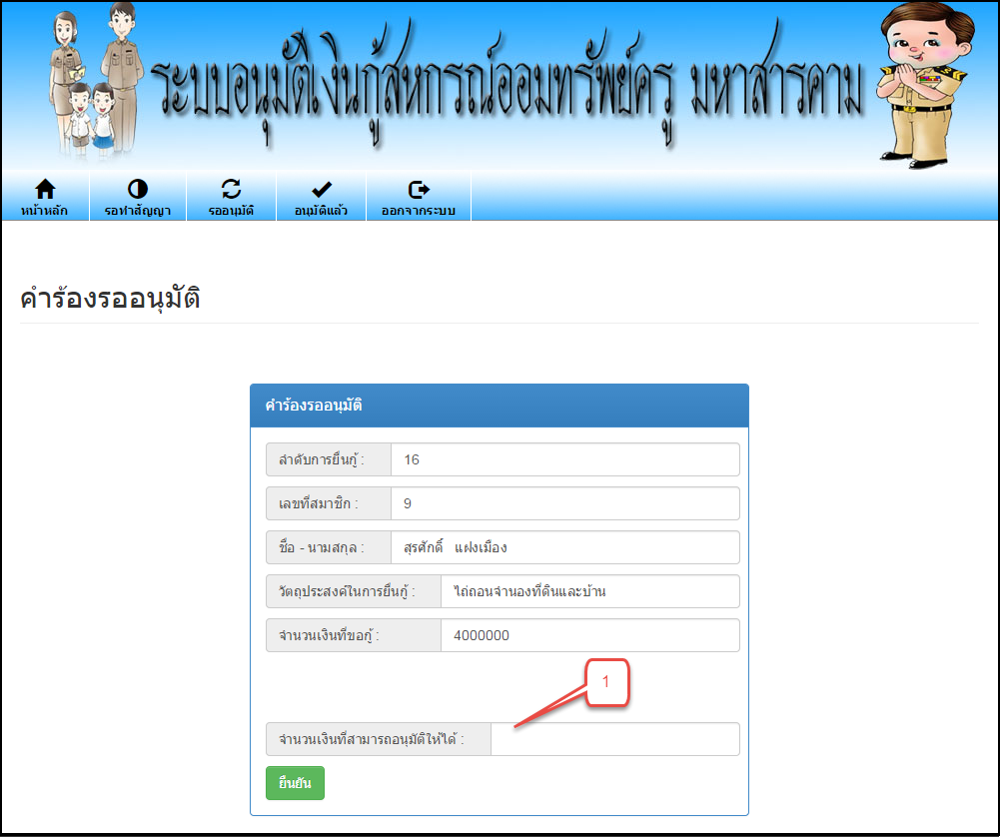 ระบบอนุมัติเงินกู้สหกรณ์ออมทรัพย์ครู มหาสารคาม
หน้าหลัก รอทำสัญญา รออนุมัติ อนุมัติแล้ว ออกจากระบบ
คำร้องรออนุมัติ
คำร้องรออนุมัติ
ลำดับการยื่นกู้ : 16
เลขที่สมาชิก : 9
ชื่อ - นามสกุล : สุรศักดิ์ แฝงเมือง
วัตถุประสงค์ในการยื่นกู้ : ไถ่ถอนจำนองที่ดินและบ้าน
จำนวนเงินที่ขอกู้ : 4000000
1
จำนวนเงินที่สามารถอนุมัติให้ได้ :
ยืนยัน